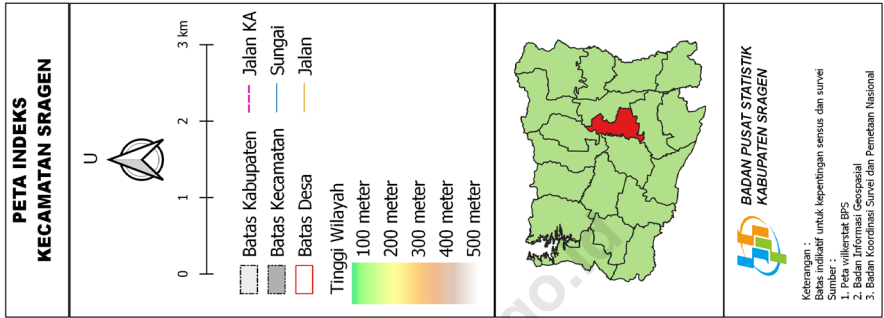 PETA INDEKS
KECAMATAN SRAGEN
U
0 1 2 3 km
Batas Kabupaten
Batas Kecamatan
Batas Desa
Jalan KA
Sungai
Jalan
Tinggi Wilayah
100 meter
200 meter
300 meter
400 meter
500 meter
BADAN PUSAT STATISTIK
KABUPATEN SRAGEN
Keterangan :
Batas indikatif untuk kepentingan sensus dan survei
Sumber :
1. Peta wilkerstat BPS
2. Badan Informasi Geospasial
3. Badan Koordinasi Survei dan Pemetaan Nasional
go.id